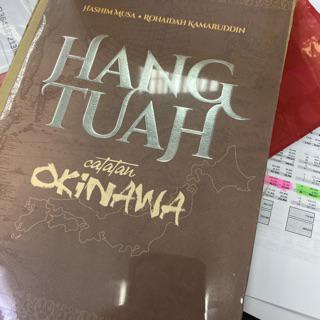 HASHIM MUSA • ROHAIDAH KAMARUDDIN
HANG
TUAH
catatan
OKiNAWA